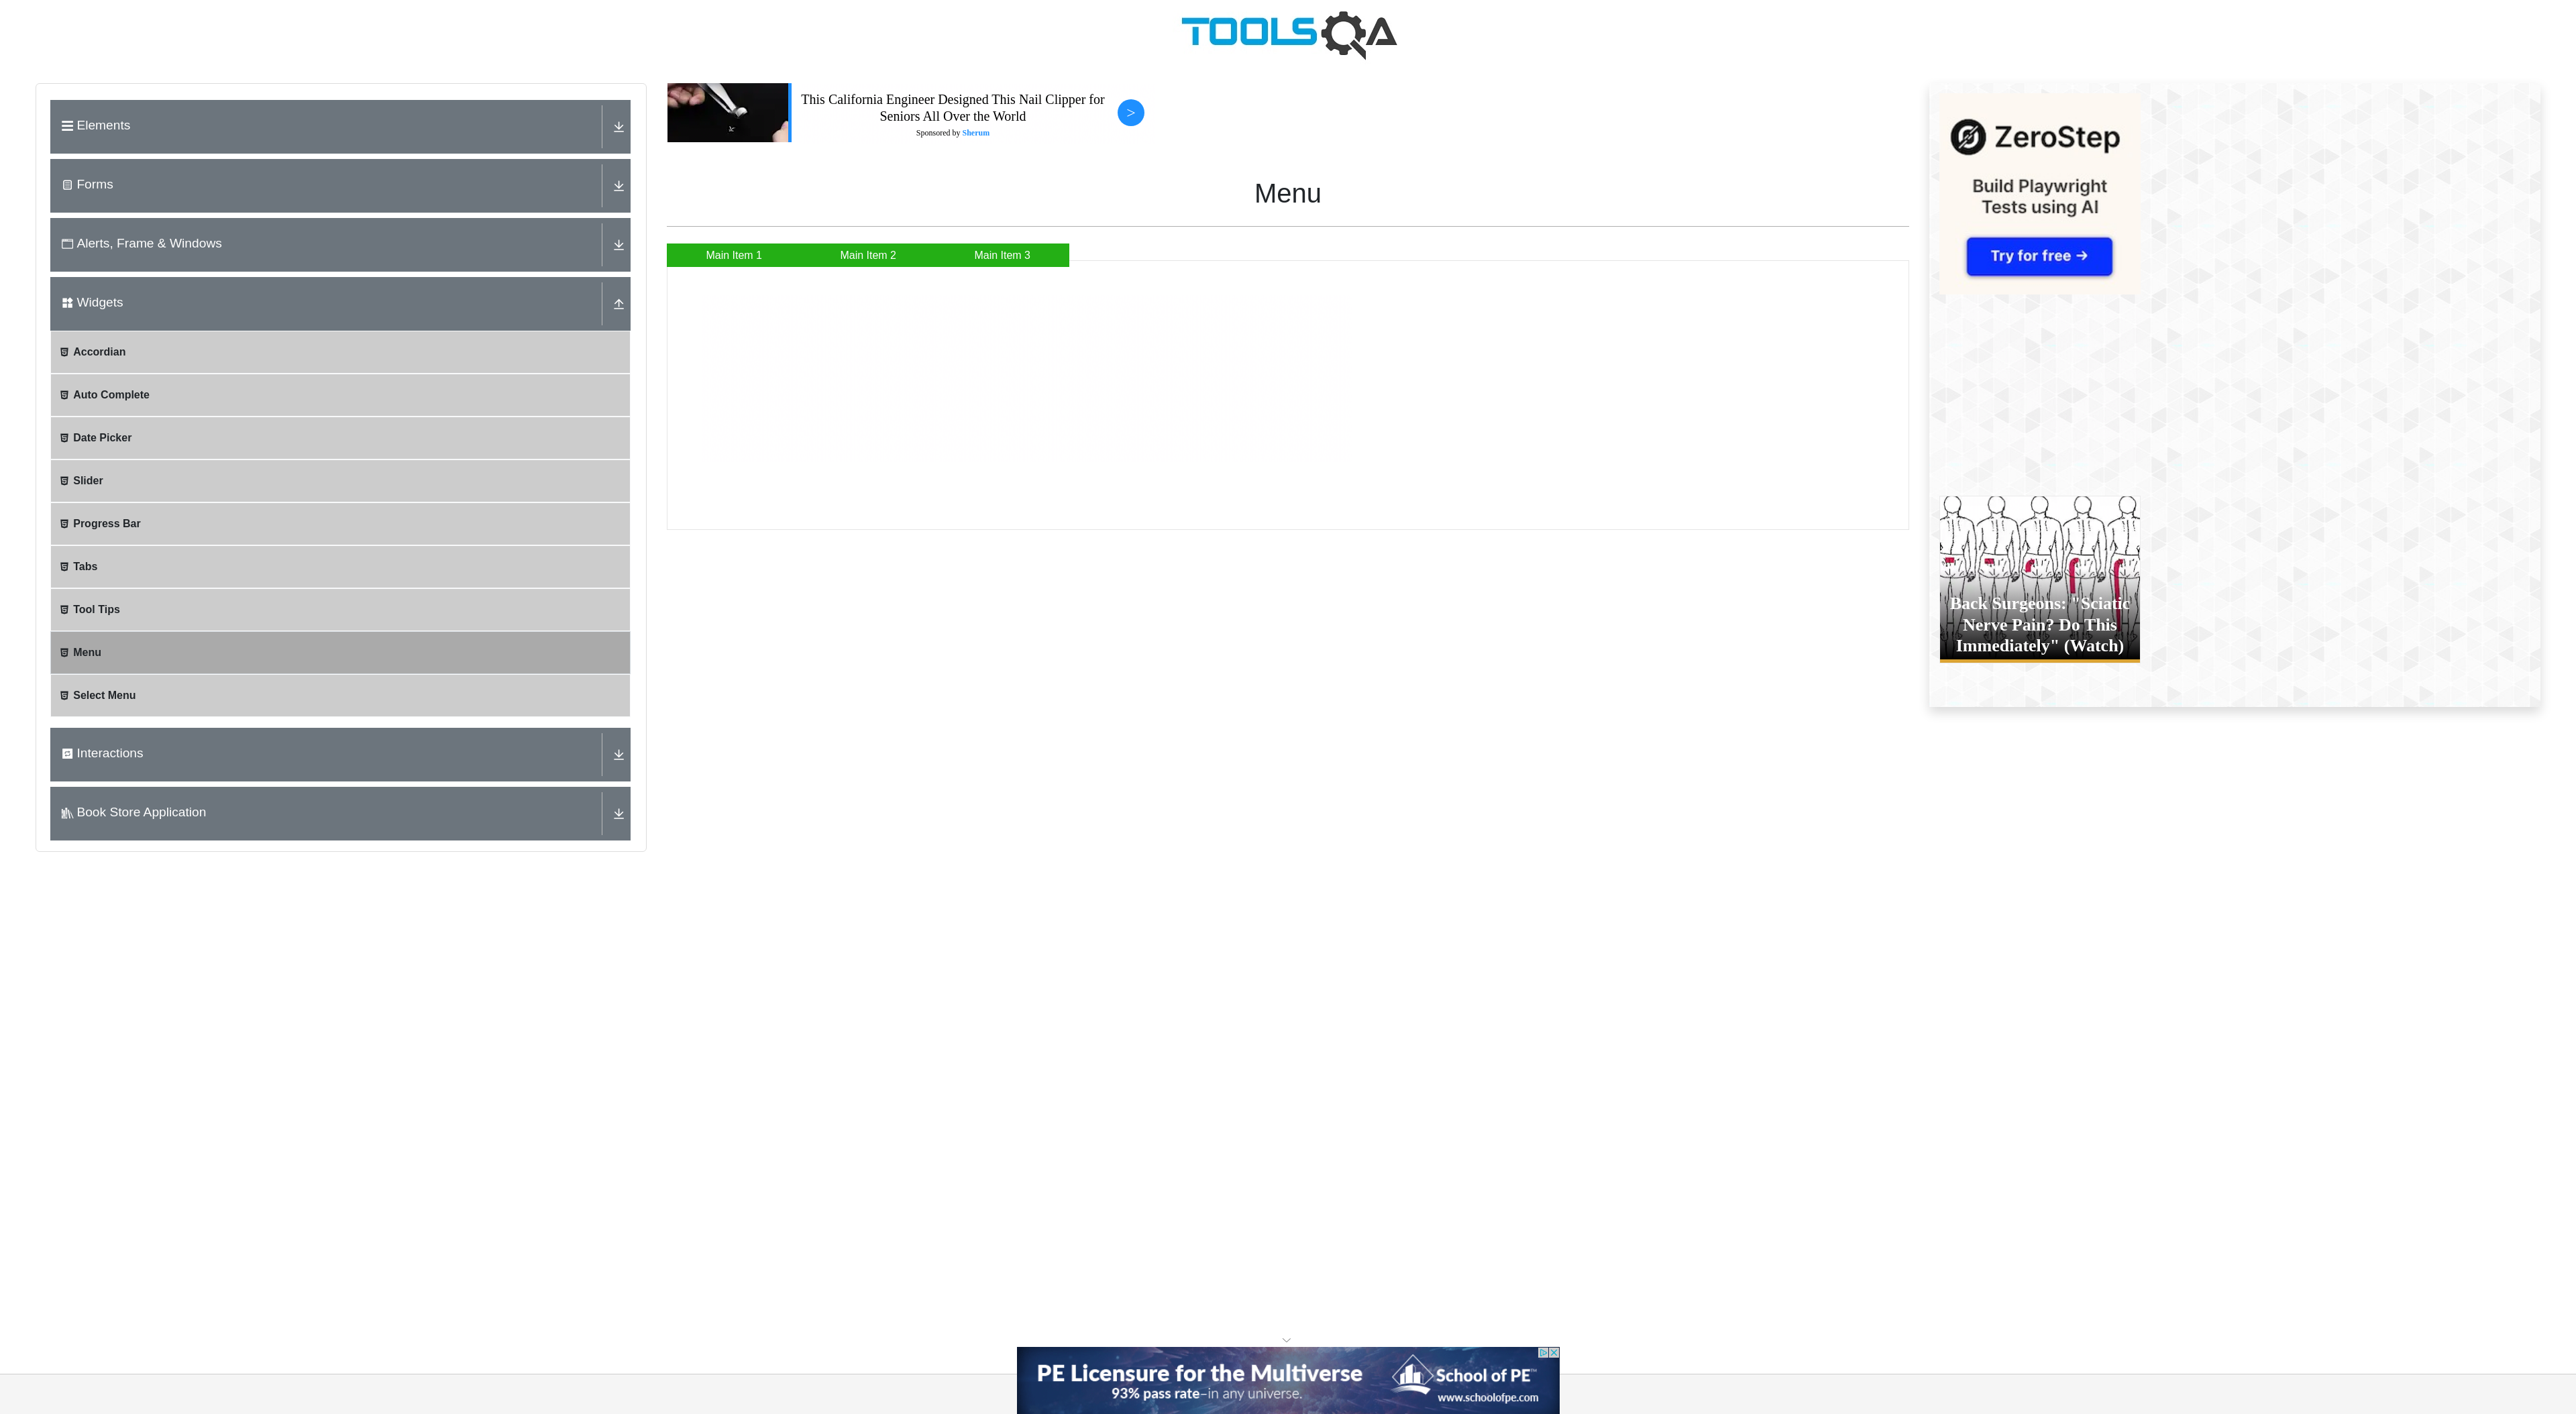 TOOLSQA
Elements
Forms
Alerts, Frame & Windows
Widgets
Accordian
Auto Complete
Date Picker
Slider
Progress Bar
Tabs
Tool Tips
Menu
Select Menu
Interactions
Book Store Application
This California Engineer Designed This Nail Clipper for
Seniors All Over the World
Sponsored by Sherum
>
Menu
Main Item 1
Main Item 2
Main Item 3
ZeroStep
Build Playwright
Tests using AI
Try for free →
Back Surgeons: "Sciatic
Nerve Pain? Do This
Immediately" (Watch)
PE Licensure for the Multiverse
93% pass rate–in any universe.
School of PE™
www.schoolofpe.com